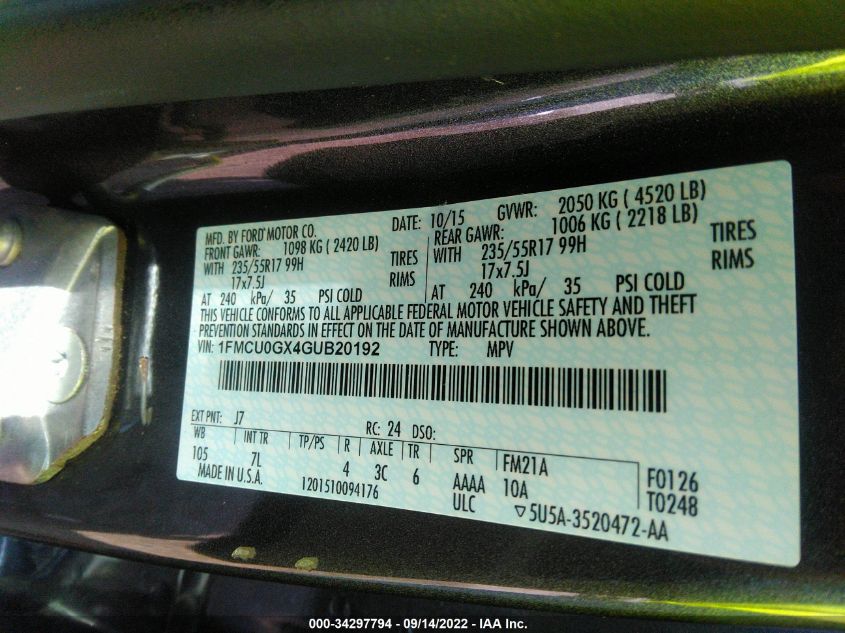 MFD. BY FORD MOTOR CO. DATE: 10/15 GVWR: 2050 KG ( 4520 LB)
FRONT GAWR: 1098 KG ( 2420 LB) REAR GAWR: 1006 KG ( 2218 LB)
WITH 235/55R17 99H TIRES WITH 235/55R17 99H TIRES
17x7.5J RIMS 17x7.5J RIMS
AT 240 kPa/ 35 PSI COLD AT 240 kPa/ 35 PSI COLD
THIS VEHICLE CONFORMS TO ALL APPLICABLE FEDERAL MOTOR VEHICLE SAFETY AND THEFT
PREVENTION STANDARDS IN EFFECT ON THE DATE OF MANUFACTURE SHOWN ABOVE.
VIN: 1FMCU0GX4GUB20192 TYPE: MPV
EXT PNT: J7 RC: 24 DSO:
WB INT TR TP/PS R AXLE TR SPR FM21A F0126
105 7L 4 3C 6 AAAA 10A T0248
MADE IN U.S.A. 1201510094176 ULC ▽5U5A-3520472-AA
000-34297794 - 09/14/2022 - IAA Inc.